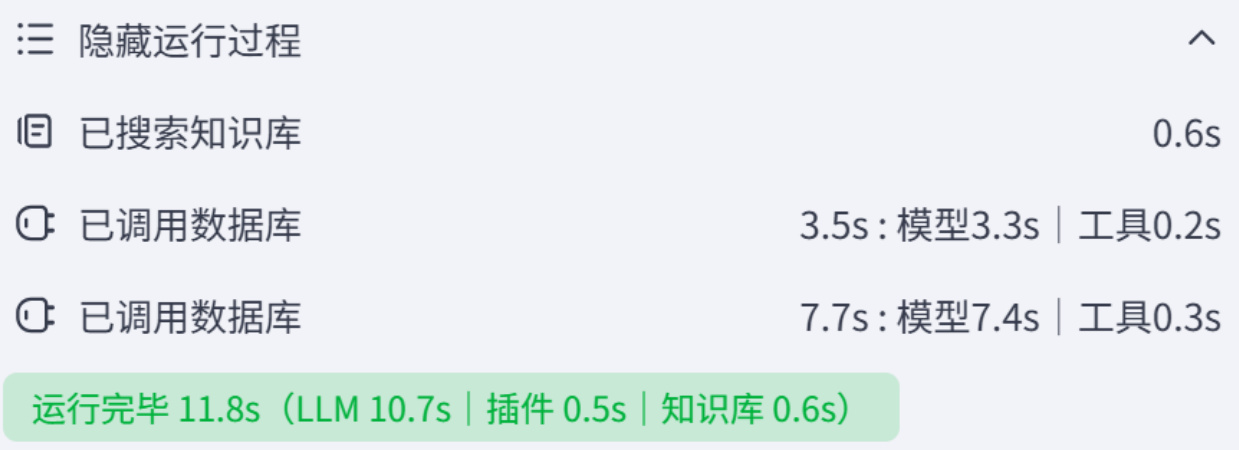 隐藏运行过程
已搜索知识库 0.6s
已调用数据库 3.5s : 模型3.3s｜工具0.2s
已调用数据库 7.7s : 模型7.4s｜工具0.3s
运行完毕 11.8s（LLM 10.7s｜插件 0.5s｜知识库 0.6s）